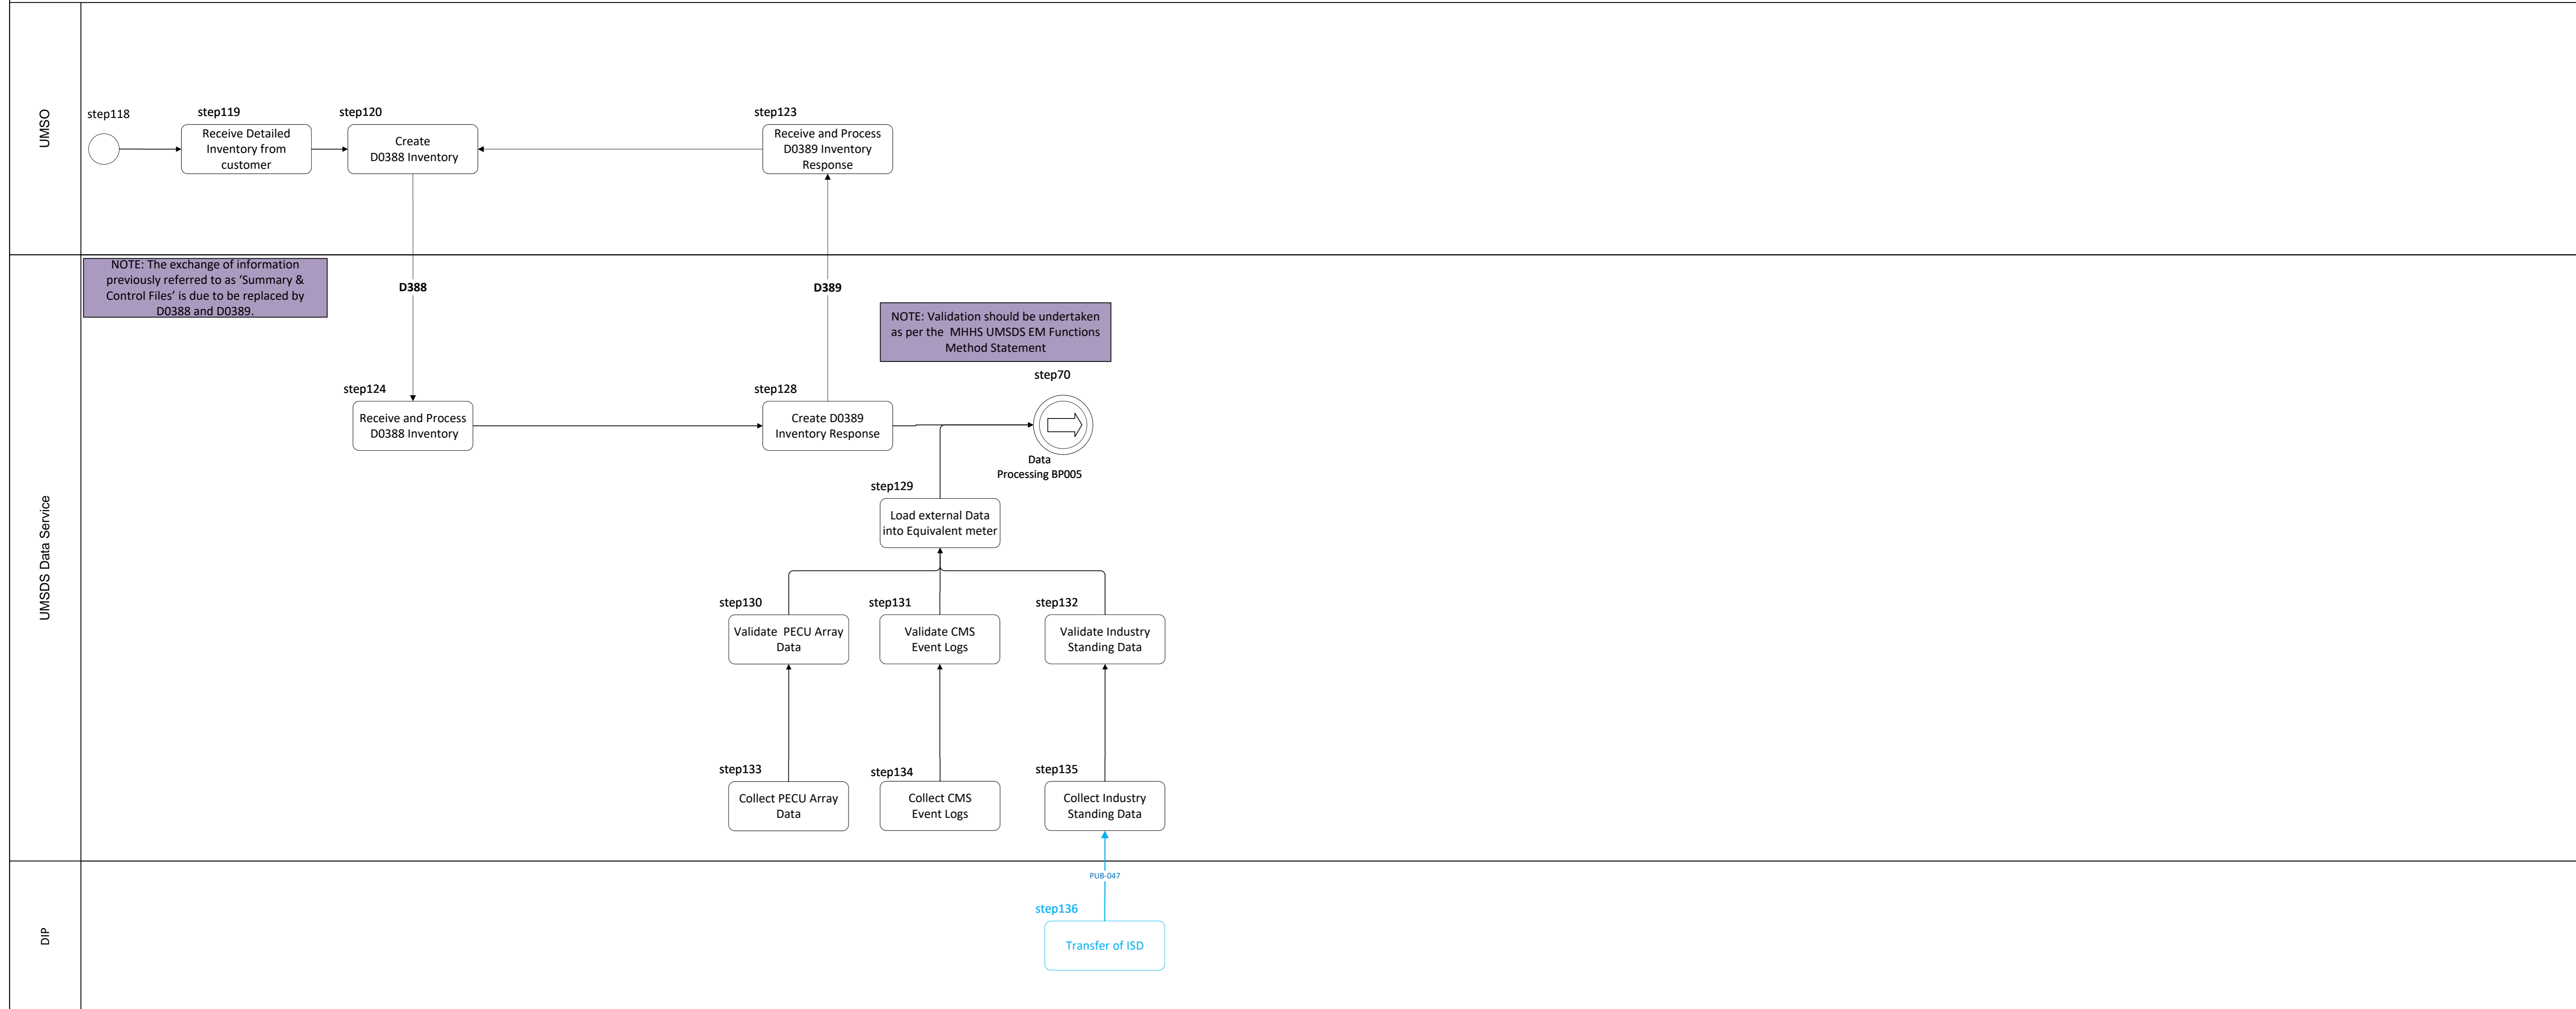 UMSO
step118
step119
Receive Detailed
Inventory from
customer
step120
Create
D0388 Inventory
step123
Receive and Process
D0389 Inventory
Response
UMSDS Data Service
NOTE: The exchange of information
previously referred to as ‘Summary &
Control Files’ is due to be replaced by
D0388 and D0389.
D388
D389
NOTE: Validation should be undertaken
as per the  MHHS UMSDS EM Functions
Method Statement
step124
Receive and Process
D0388 Inventory
step128
Create D0389
Inventory Response
step70
Data
Processing BP005
step129
Load external Data
into Equivalent meter
step130
Validate  PECU Array
Data
step131
Validate CMS
Event Logs
step132
Validate Industry
Standing Data
step133
Collect PECU Array
Data
step134
Collect CMS
Event Logs
step135
Collect Industry
Standing Data
DIP
PUB-047
step136
Transfer of ISD